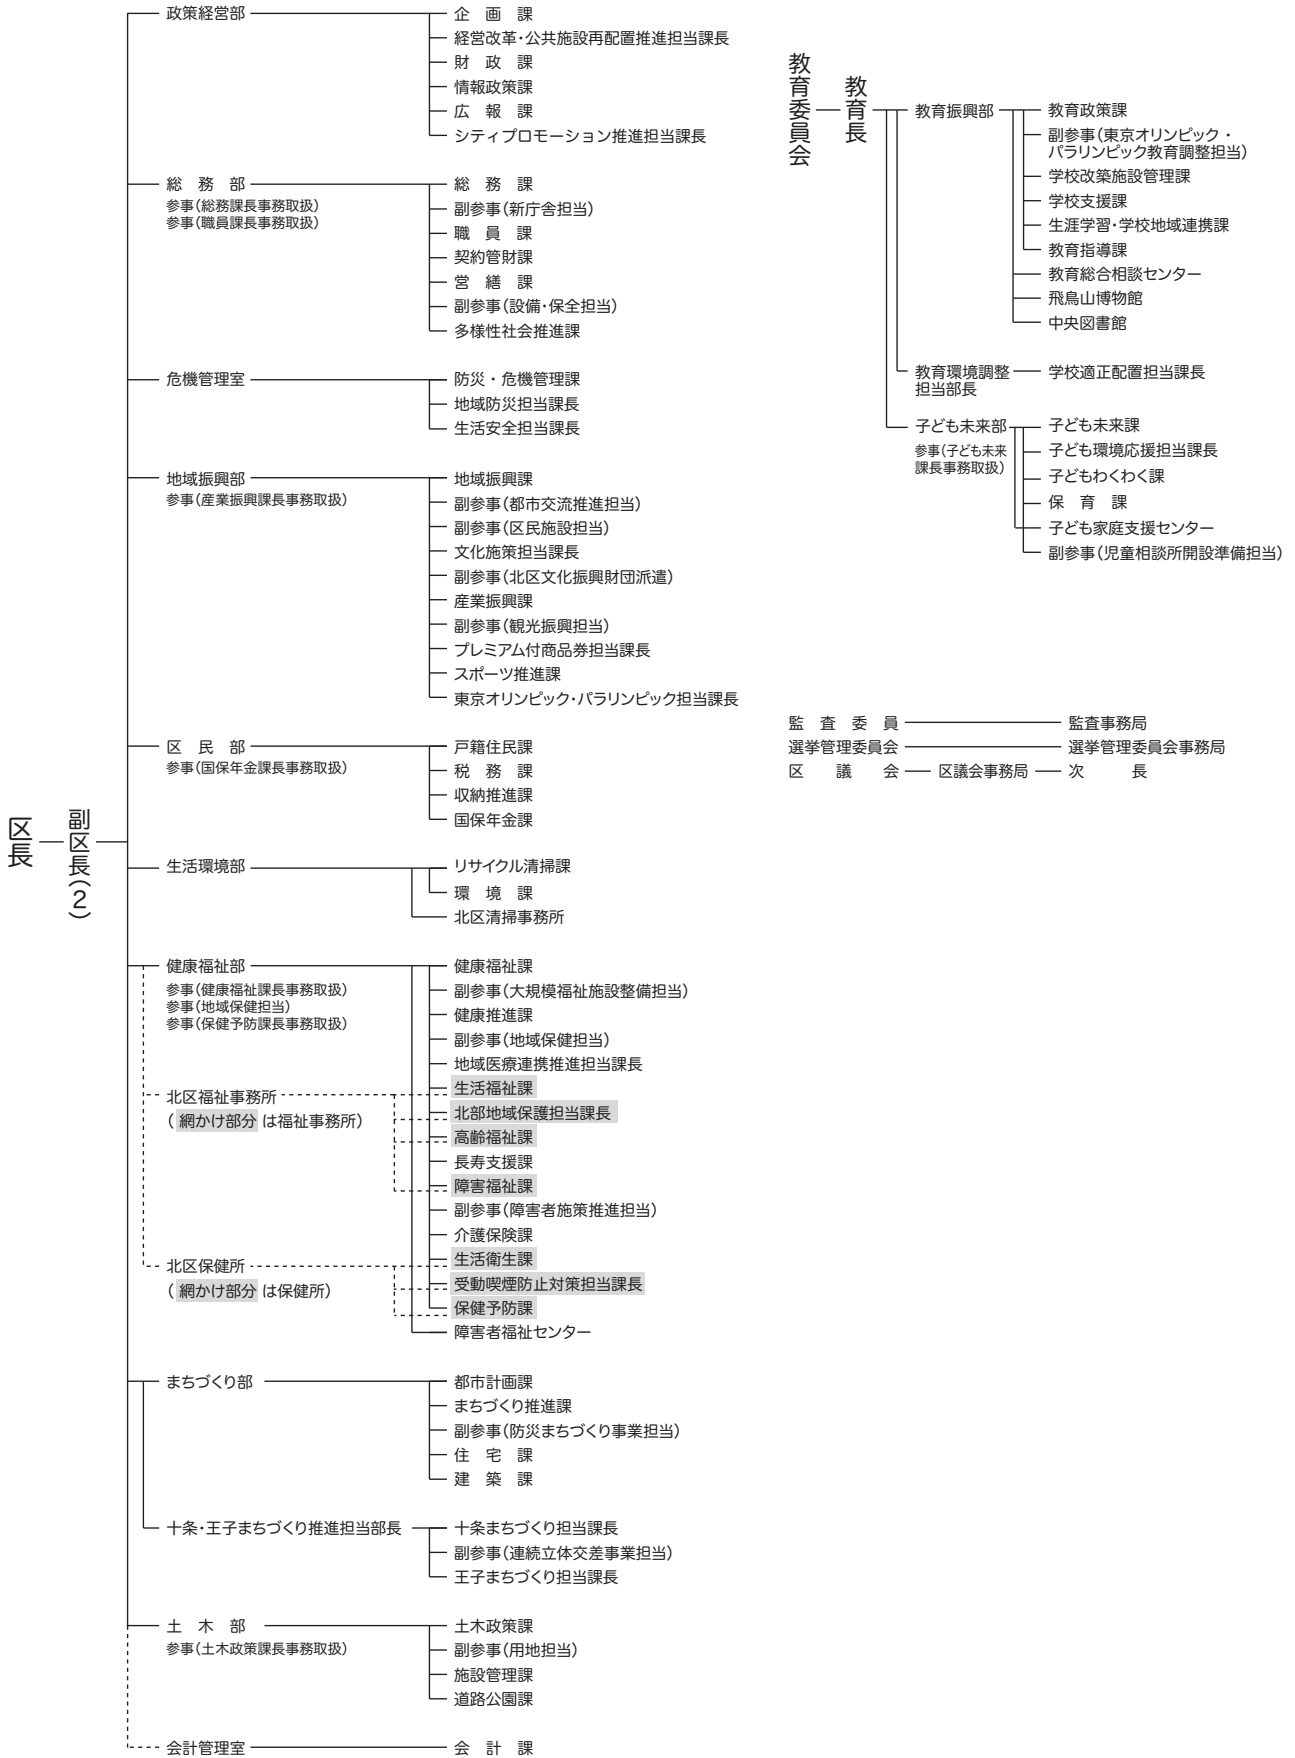 区長
副区長(2)
政策経営部
企　画　課
経営改革・公共施設再配置推進担当課長
財　政　課
情報政策課
広　報　課
シティプロモーション推進担当課長
総　務　部
参事(総務課長事務取扱)
参事(職員課長事務取扱)
総　務　課
副参事(新庁舎担当)
職　員　課
契約管財課
営　繕　課
副参事(設備・保全担当)
多様性社会推進課
危機管理室
防災・危機管理課
地域防災担当課長
生活安全担当課長
地域振興部
参事(産業振興課長事務取扱)
地域振興課
副参事(都市交流推進担当)
副参事(区民施設担当)
文化施策担当課長
副参事(北区文化振興財団派遣)
産業振興課
副参事(観光振興担当)
プレミアム付商品券担当課長
スポーツ推進課
東京オリンピック・パラリンピック担当課長
区　民　部
参事(国保年金課長事務取扱)
戸籍住民課
税　務　課
収納推進課
国保年金課
生活環境部
リサイクル清掃課
環　境　課
北区清掃事務所
健康福祉部
参事(健康福祉課長事務取扱)
参事(地域保健担当)
参事(保健予防課長事務取扱)
北区福祉事務所
(網かけ部分は福祉事務所)
北区保健所
(網かけ部分は保健所)
健康福祉課
副参事(大規模福祉施設整備担当)
健康推進課
副参事(地域保健担当)
地域医療連携推進担当課長
生活福祉課
北部地域保護担当課長
高齢福祉課
長寿支援課
障害福祉課
副参事(障害者施策推進担当)
介護保険課
生活衛生課
受動喫煙防止対策担当課長
保健予防課
障害者福祉センター
まちづくり部
都市計画課
まちづくり推進課
副参事(防災まちづくり事業担当)
住　宅　課
建　築　課
十条・王子まちづくり推進担当部長
十条まちづくり担当課長
副参事(連続立体交差事業担当)
王子まちづくり担当課長
土　木　部
参事(土木政策課長事務取扱)
土木政策課
副参事(用地担当)
施設管理課
道路公園課
会計管理室
会　計　課
教育委員会
教育長
教育振興部
教育政策課
副参事(東京オリンピック・
パラリンピック教育調整担当)
学校改築施設管理課
学校支援課
生涯学習・学校地域連携課
教育指導課
教育総合相談センター
飛鳥山博物館
中央図書館
教育環境調整
担当部長
学校適正配置担当課長
子ども未来部
参事(子ども未来
課長事務取扱)
子ども未来課
子ども環境応援担当課長
子どもわくわく課
保　育　課
子ども家庭支援センター
副参事(児童相談所開設準備担当)
監　査　委　員　監査事務局
選挙管理委員会　選挙管理委員会事務局
区　議　会　区議会事務局　次　長